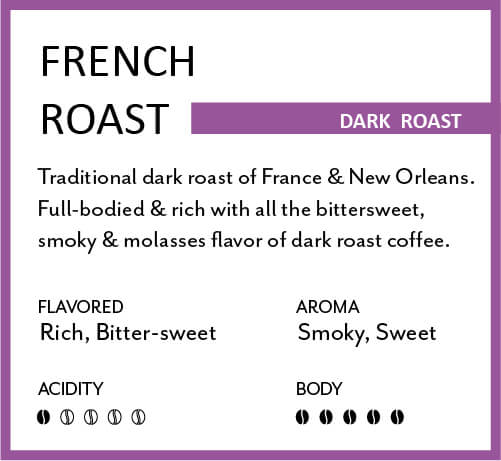 FRENCH
ROAST
DARK ROAST
Traditional dark roast of France & New Orleans.
Full-bodied & rich with all the bittersweet,
smoky & molasses flavor of dark roast coffee.
FLAVORED
Rich, Bitter-sweet
AROMA
Smoky, Sweet
ACIDITY
BODY